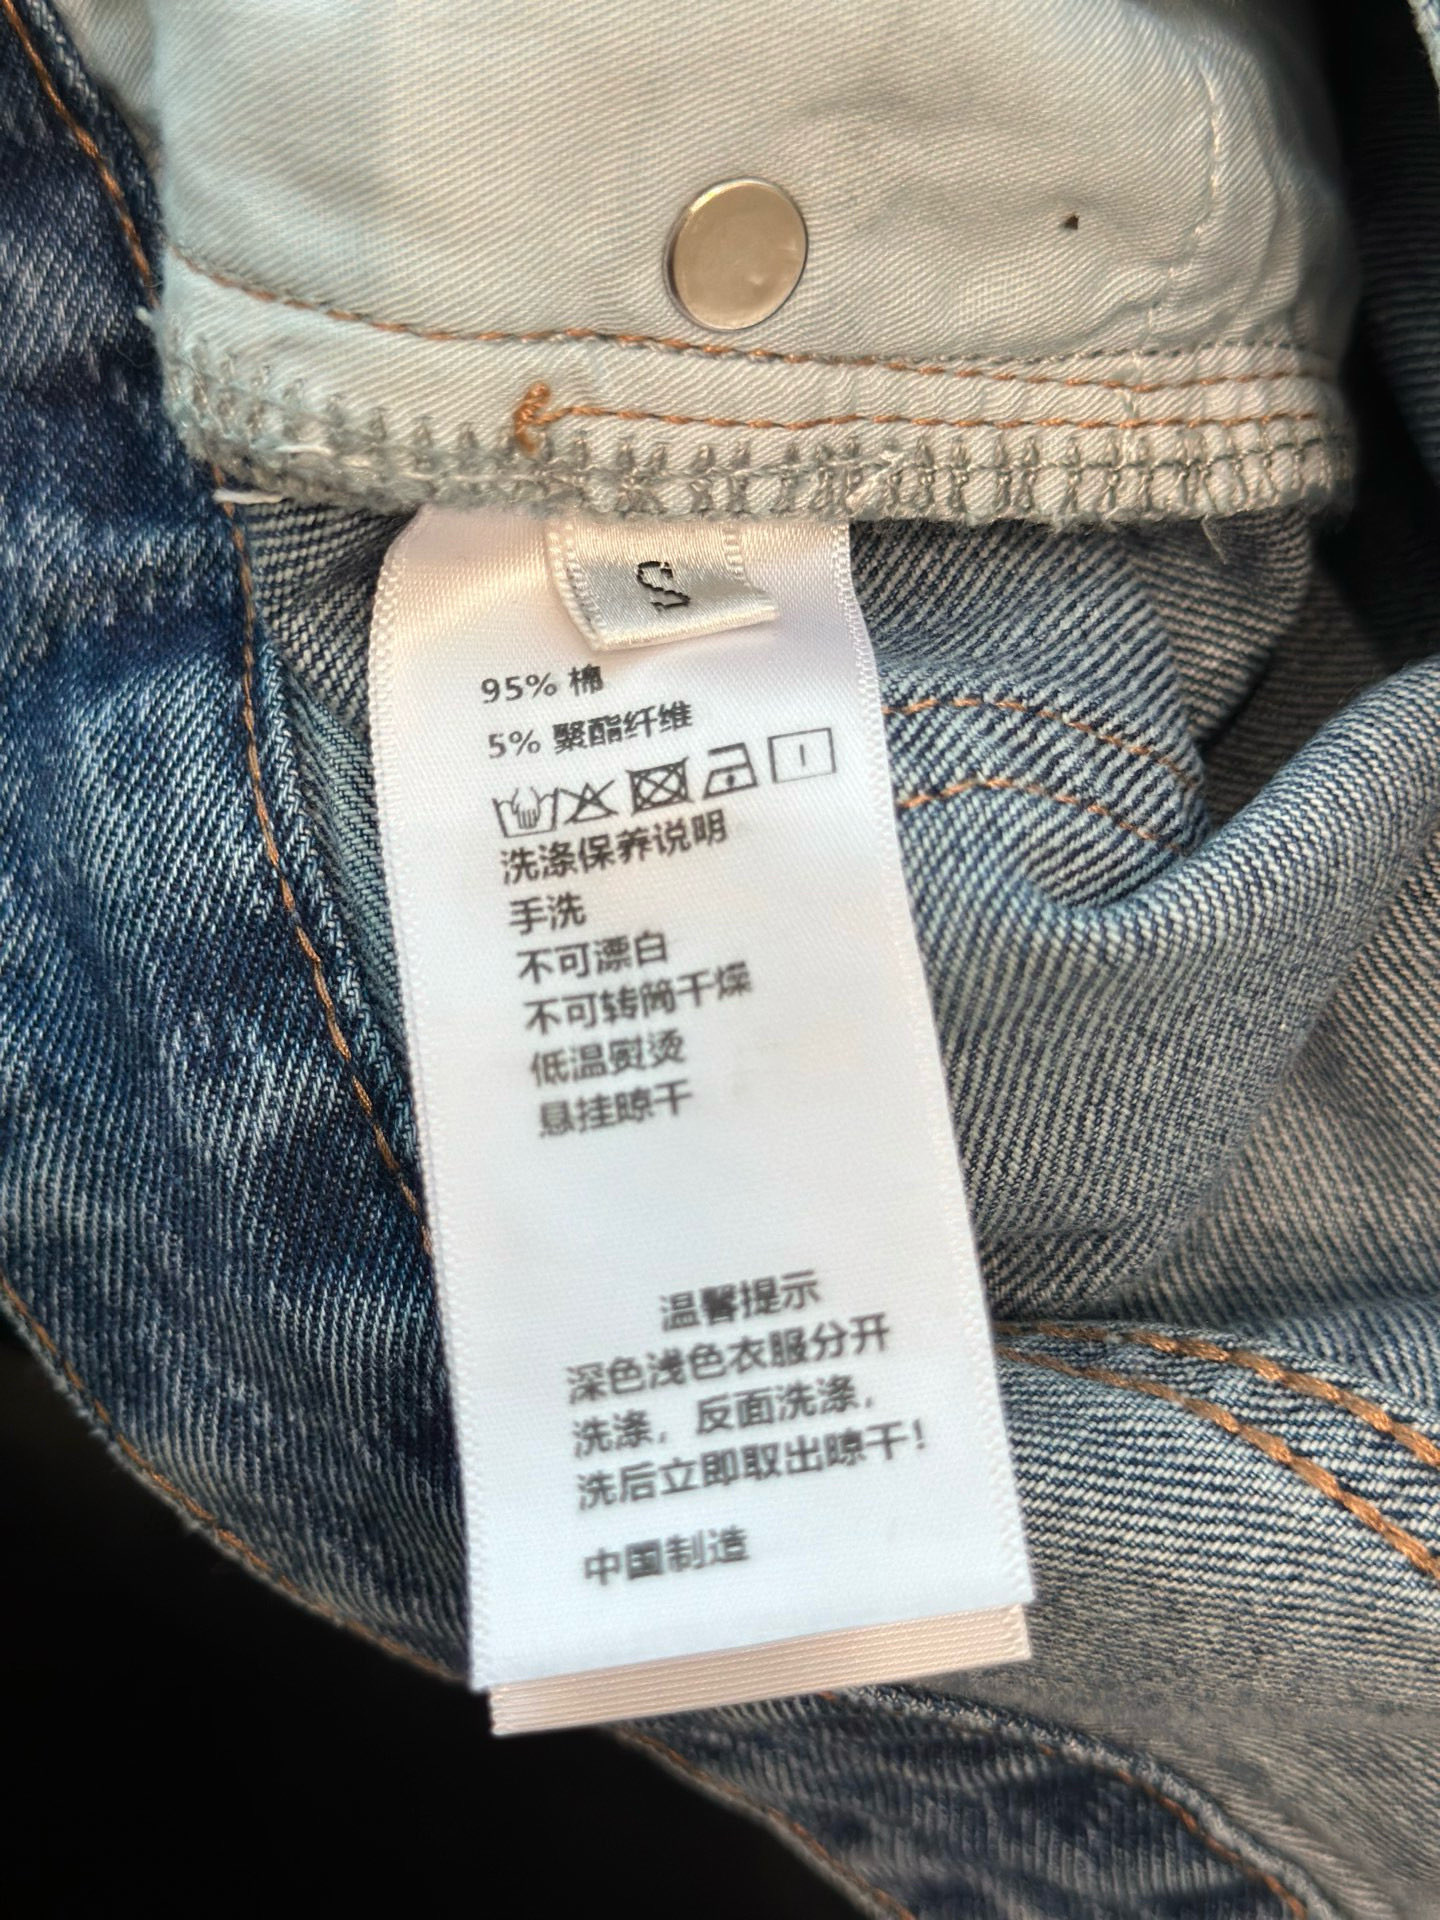 S
95% 棉
5% 聚酯纤维
洗涤保养说明
手洗
不可漂白
不可转筒干燥
低温熨烫
悬挂晾干
温馨提示
深色浅色衣服分开
洗涤，反面洗涤，
洗后立即取出晾干！
中国制造